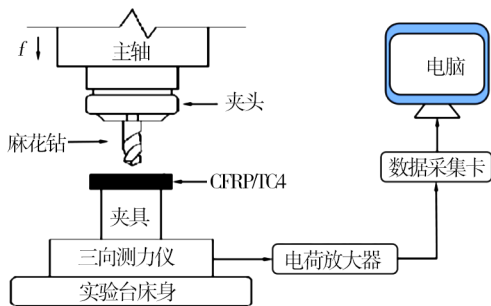 f
主轴
夹头
麻花钻
CFRP/TC4
夹具
三向测力仪
实验台床身
电荷放大器
数据采集卡
电脑